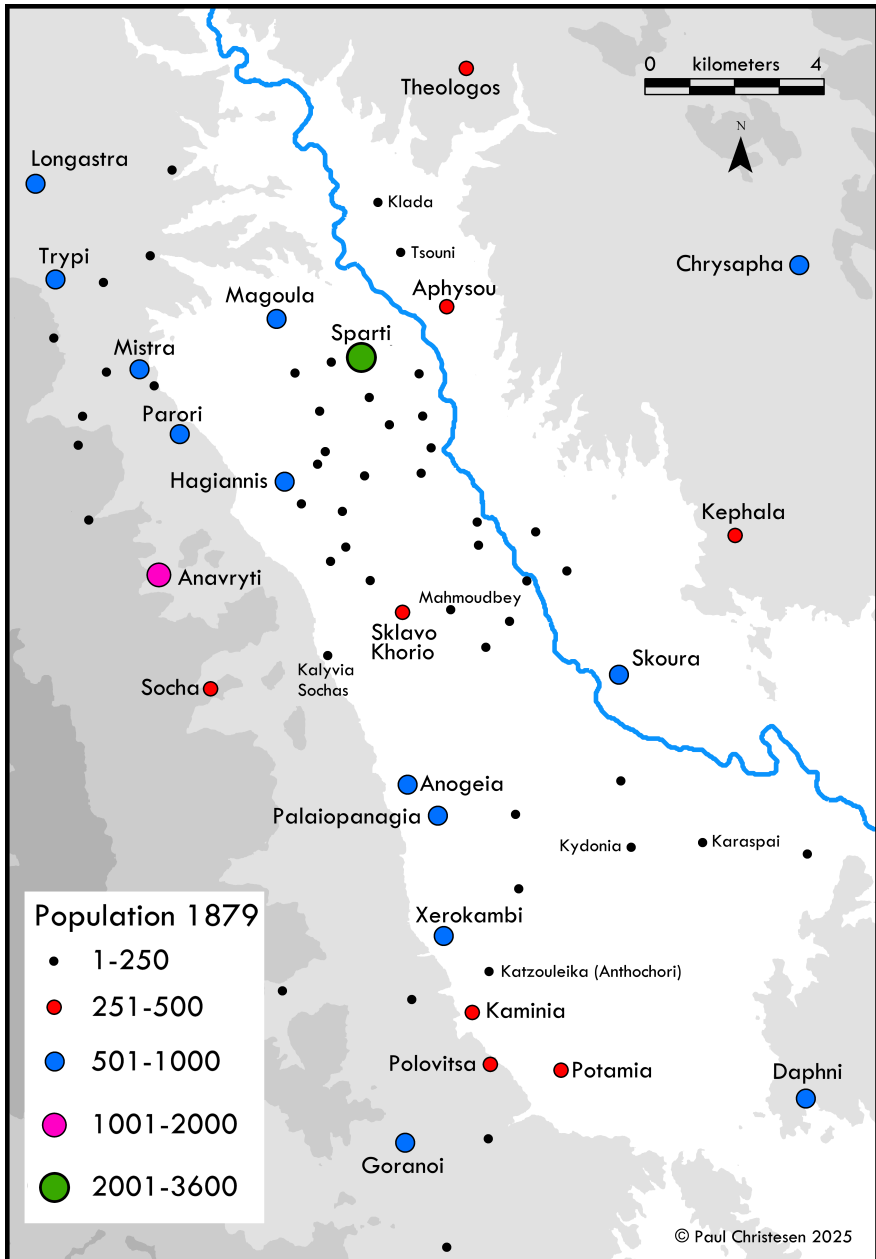 0 kilometers 4
N
Theologos
Longastra
Klada
Tsouni
Trypi
Chrysapha
Aphysou
Magoula
Sparti
Mistra
Parori
Hagiannis
Kephala
Anavryti
Mahmoudbey
Sklavo
Khorio
Skoura
Kalyvia
Sochas
Socha
Anogeia
Palaiopanagia
Kydonia
Karaspai
Xerokambi
Katzouleika (Anthochori)
Kaminia
Polovitsa
Potamia
Daphni
Goranoi
Population 1879
1-250
251-500
501-1000
1001-2000
2001-3600
© Paul Christesen 2025